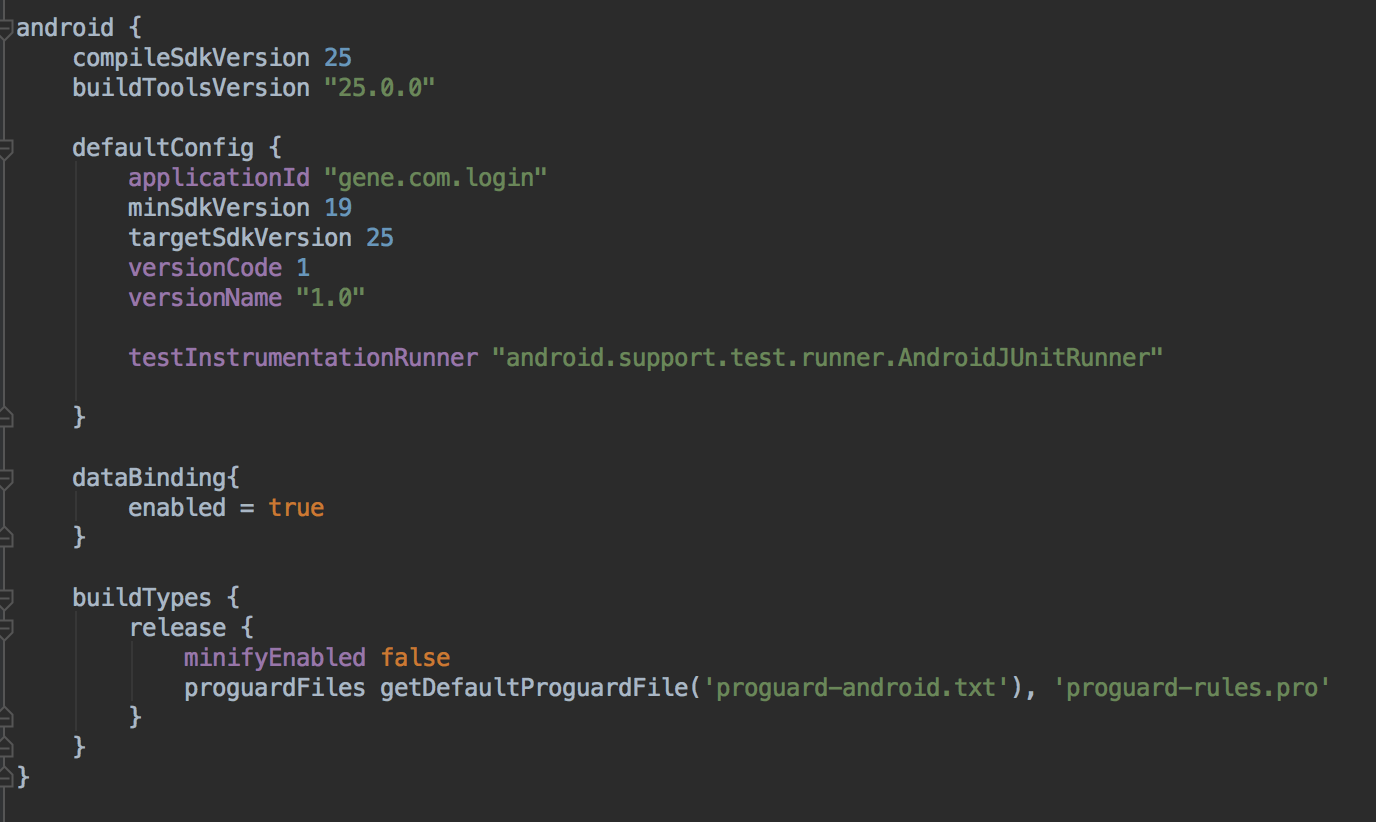 android {
    compileSdkVersion 25
    buildToolsVersion "25.0.0"

    defaultConfig {
        applicationId "gene.com.login"
        minSdkVersion 19
        targetSdkVersion 25
        versionCode 1
        versionName "1.0"

        testInstrumentationRunner "android.support.test.runner.AndroidJUnitRunner"

    }

    dataBinding{
        enabled = true
    }

    buildTypes {
        release {
            minifyEnabled false
            proguardFiles getDefaultProguardFile('proguard-android.txt'), 'proguard-rules.pro'
        }
    }
}